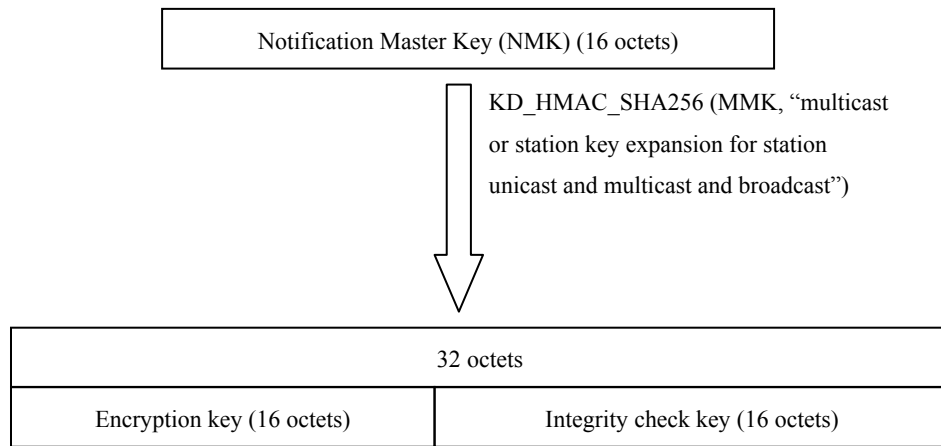 Notification Master Key (NMK) (16 octets)
KD_HMAC_SHA256 (MMK, “multicast
or station key expansion for station
unicast and multicast and broadcast”)
32 octets
Encryption key (16 octets)
Integrity check key (16 octets)